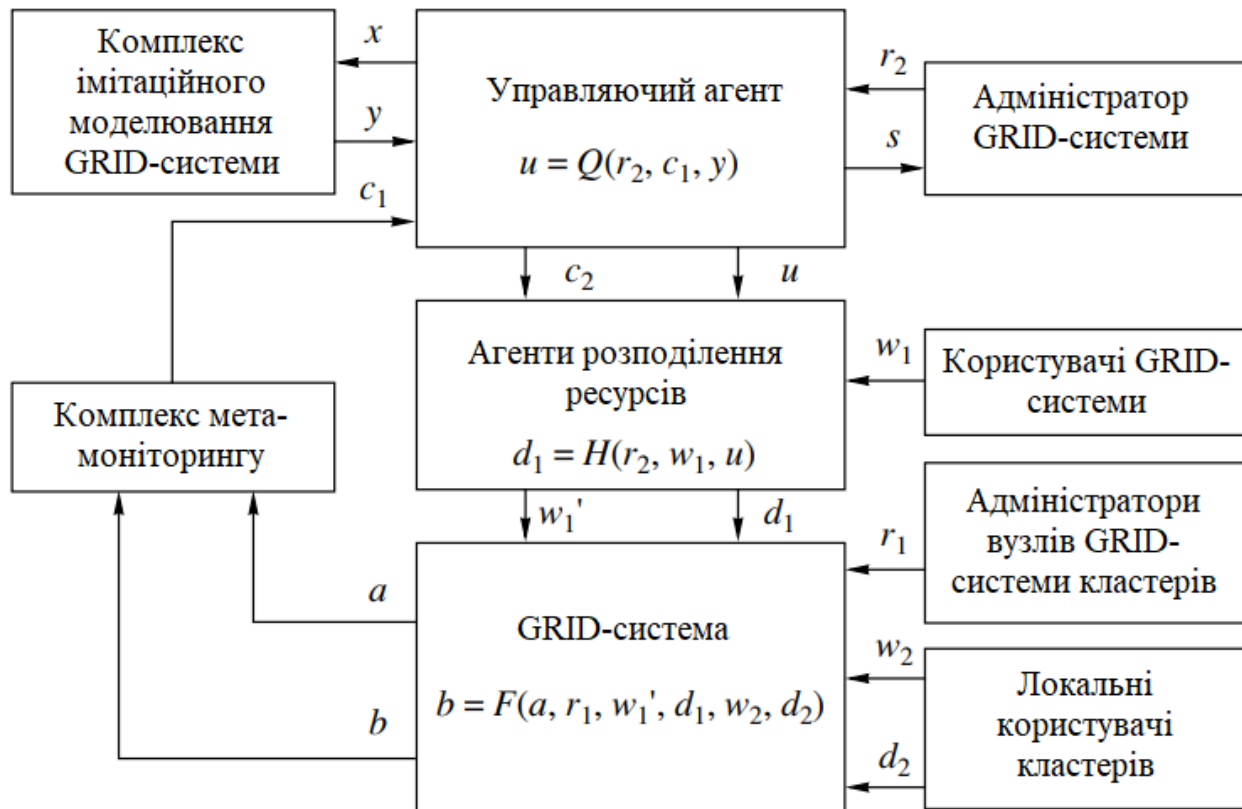 Комплекс
імітаційного
моделювання
GRID-системи
x
y
c₁
Управляючий агент
u = Q(r₂, c₁, y)
r₂
s
Адміністратор
GRID-системи
c₂
u
Агенти розподілення
ресурсів
d₁ = H(r₂, w₁, u)
w₁
Користувачі GRID-
системи
Комплекс мета-
моніторингу
w₁'
d₁
Адміністратори
вузлів GRID-
системи кластерів
r₁
a
b
GRID-система
b = F(a, r₁, w₁', d₁, w₂, d₂)
w₂
d₂
Локальні
користувачі
кластерів